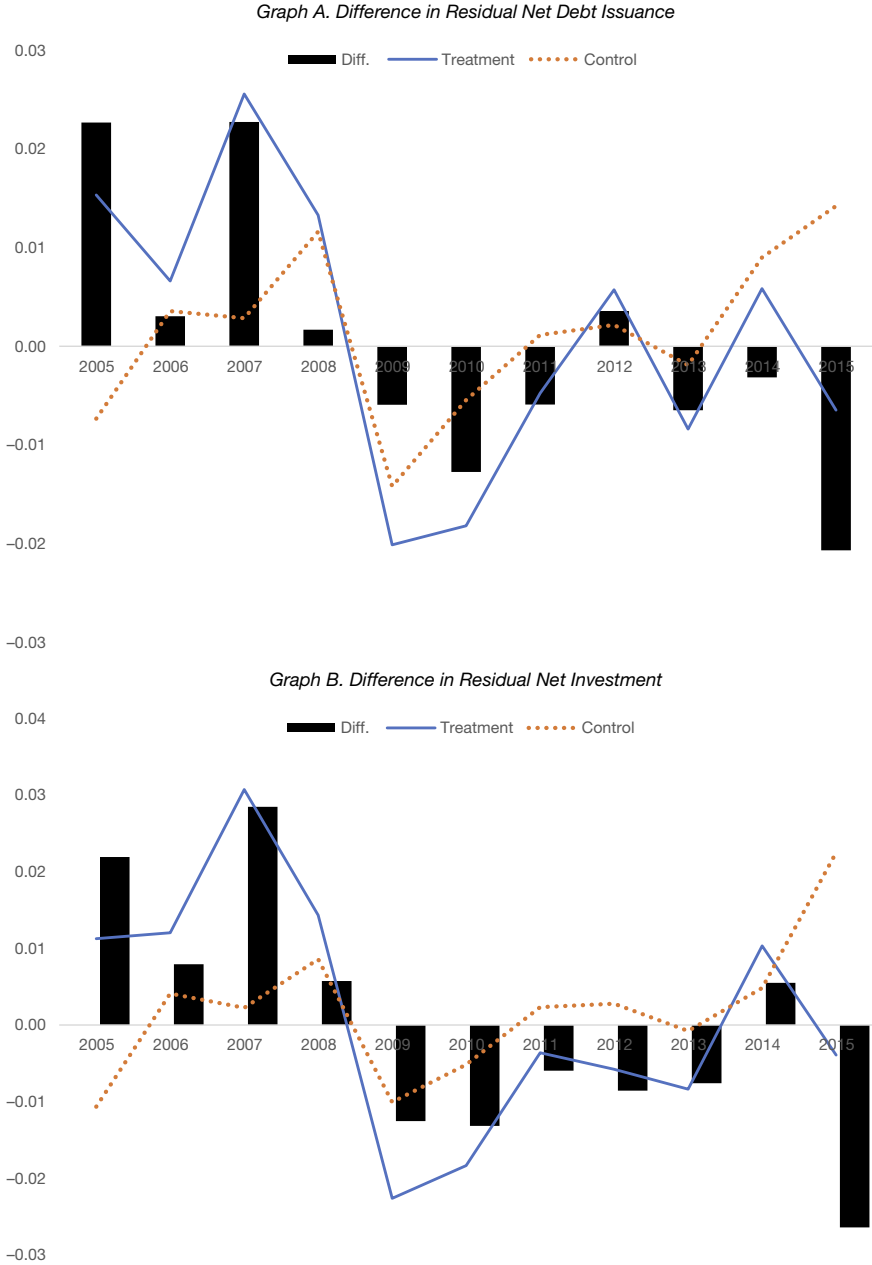 Graph A. Difference in Residual Net Debt Issuance
0.03
Diff. Treatment Control
0.02
0.01
0.00
2005 2006 2007 2008 2009 2010 2011 2012 2013 2014 2015
–0.01
–0.02
–0.03
Graph B. Difference in Residual Net Investment
0.04
Diff. Treatment Control
0.03
0.02
0.01
0.00
2005 2006 2007 2008 2009 2010 2011 2012 2013 2014 2015
–0.01
–0.02
–0.03